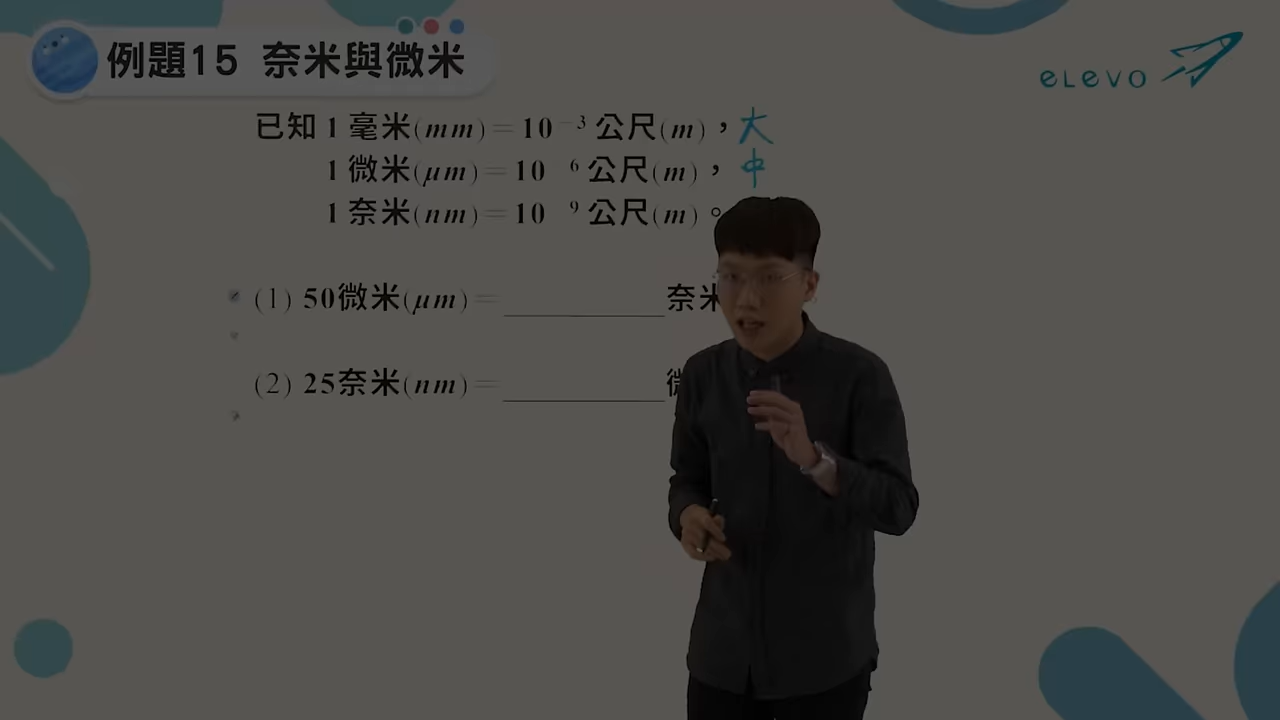 例題15 奈米與微米
eLevo
已知 1 毫米(mm)=10⁻³ 公尺(m),大
1 微米(μm)=10 ⁶ 公尺(m),中
1 奈米(nm)=10 ⁹ 公尺(m)。
(1) 50微米(μm)=________奈米
(2) 25奈米(nm)=________